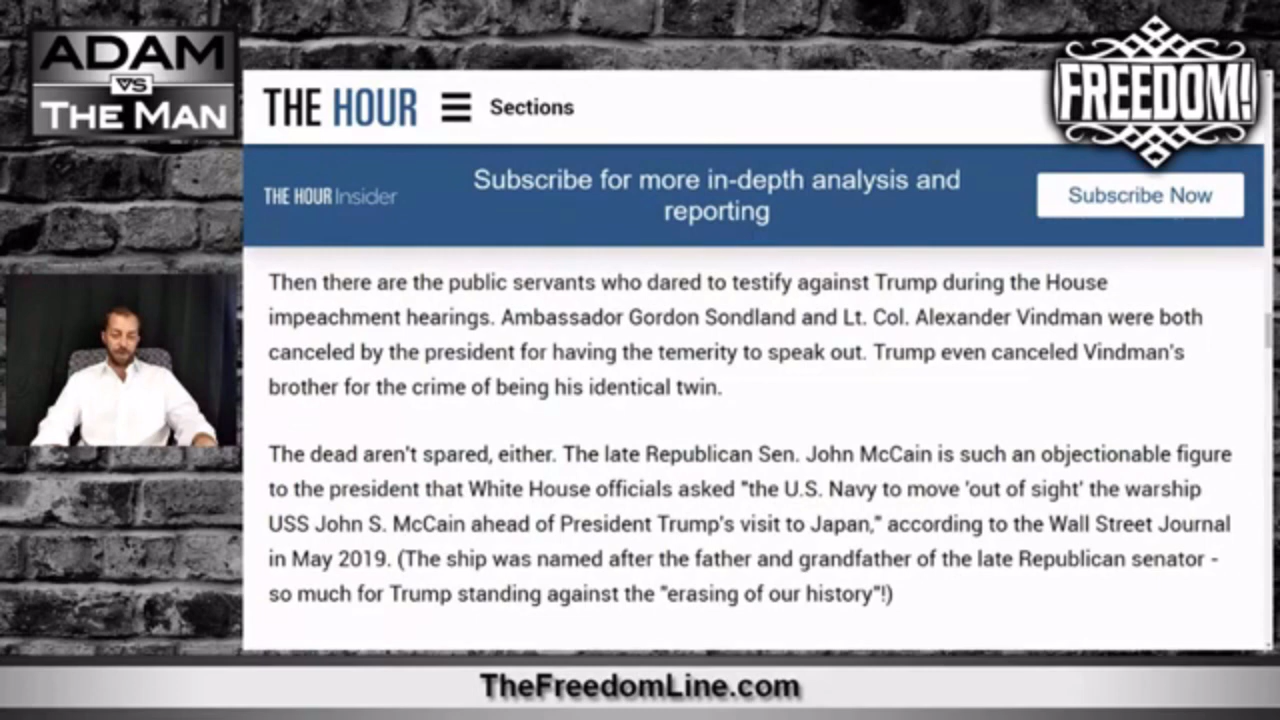 ADAM
VS
THE MAN
FREEDOM!
THE HOUR Sections
THE HOUR Insider
Subscribe for more in-depth analysis and
reporting
Subscribe Now
Then there are the public servants who dared to testify against Trump during the House
impeachment hearings. Ambassador Gordon Sondland and Lt. Col. Alexander Vindman were both
canceled by the president for having the temerity to speak out. Trump even canceled Vindman's
brother for the crime of being his identical twin.
The dead aren't spared, either. The late Republican Sen. John McCain is such an objectionable figure
to the president that White House officials asked "the U.S. Navy to move 'out of sight' the warship
USS John S. McCain ahead of President Trump's visit to Japan," according to the Wall Street Journal
in May 2019. (The ship was named after the father and grandfather of the late Republican senator -
so much for Trump standing against the "erasing of our history"!)
TheFreedomLine.com